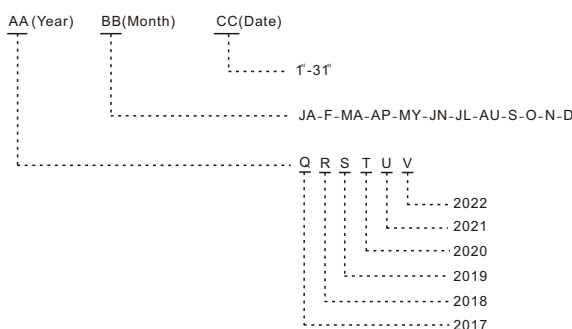 AA (Year) BB(Month) CC(Date)
1st-31st
JA-F-MA-AP-MY-JN-JL-AU-S-O-N-D
Q R S T U V
2022
2021
2020
2019
2018
2017